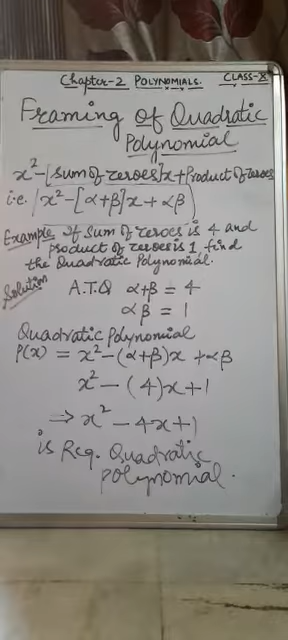 Chapter-2 POLYNOMIALS. CLASS-X
Framing of Quadratic
Polynomial
x² - [sum of zeroes]x + Product of zeroes
i.e. x² - [α+β]x + αβ
Example If Sum of zeroes is 4 and
product of zeroes is 1 find
the Quadratic Polynomial.
Solution A.T.Q α+β = 4
αβ = 1
Quadratic Polynomial
P(x) = x² - (α+β)x + αβ
x² - (4)x + 1
⇒ x² - 4x + 1
is Req. Quadratic
polynomial.